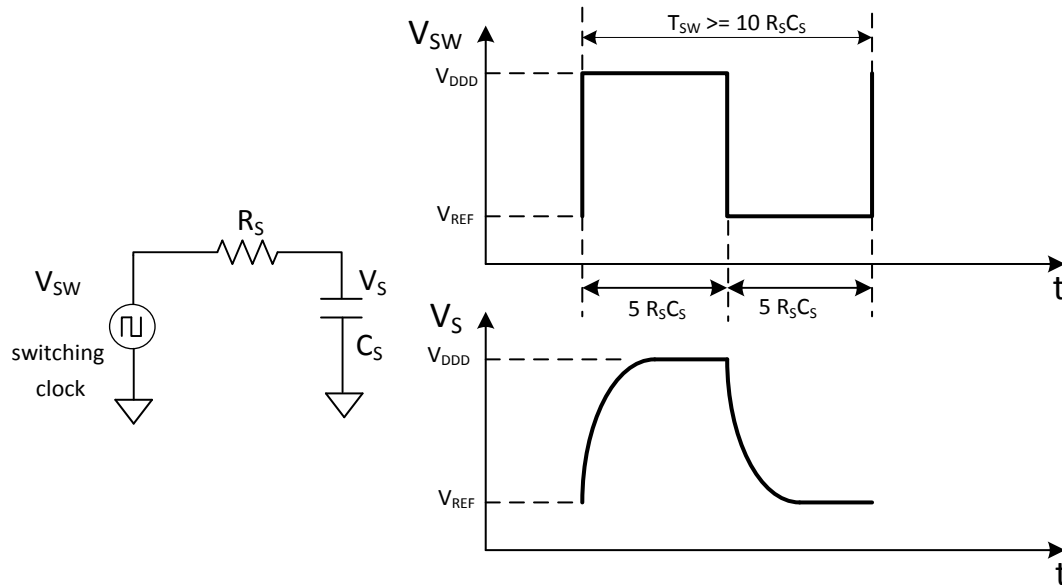 T_SW >= 10 R_SC_S
V_SW
V_DDD
V_REF
t
5 R_SC_S
5 R_SC_S
R_S
V_SW
V_S
C_S
switching
clock
V_S
V_DDD
V_REF
t